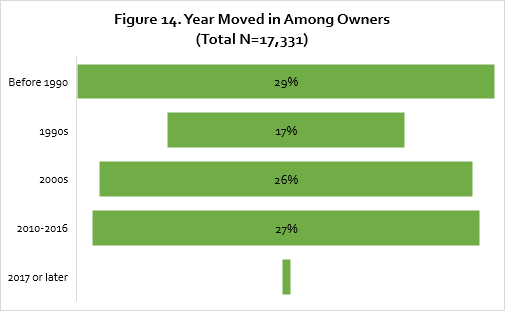 Figure 14. Year Moved in Among Owners
(Total N=17,331)
Before 1990
29%
1990s
17%
2000s
26%
2010-2016
27%
2017 or later